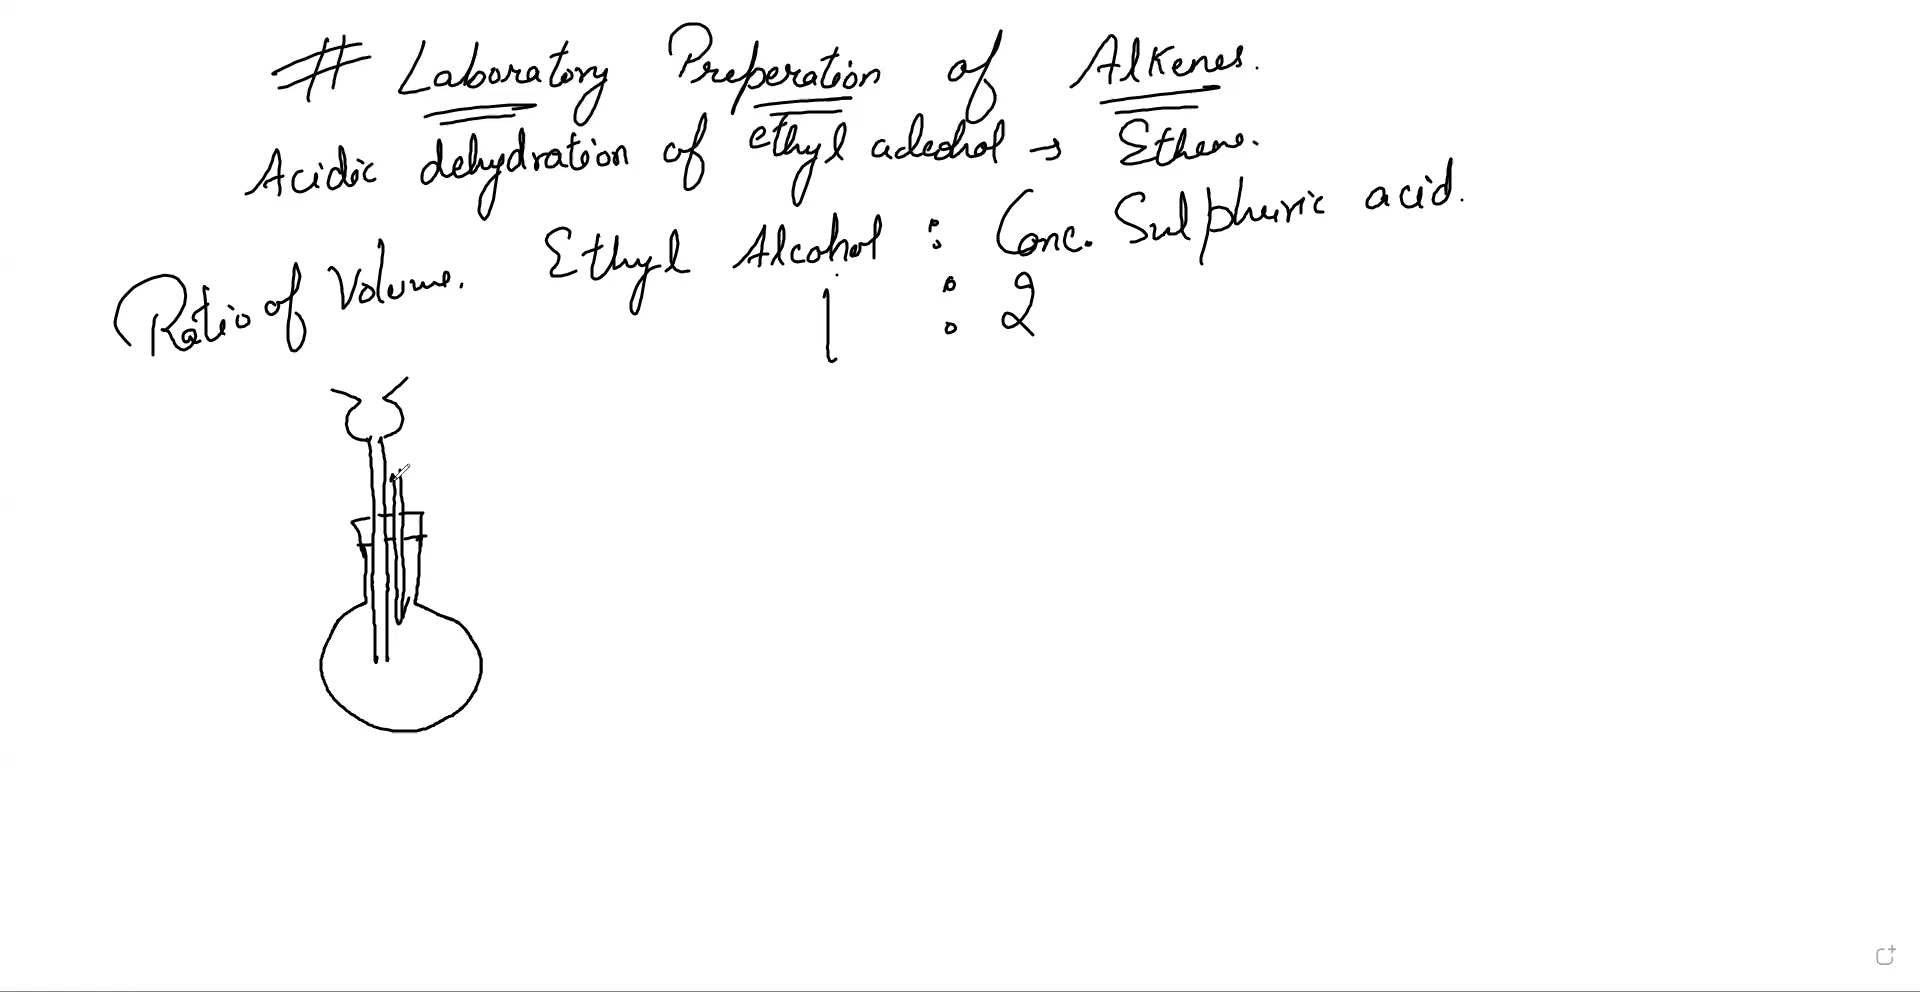 # Laboratory Preperation of Alkenes.
Acidic dehydration of ethyl alcohol → Ethene.
Ratio of Volume. Ethyl Alcohol : Conc. Sulphuric acid.
1 : 2